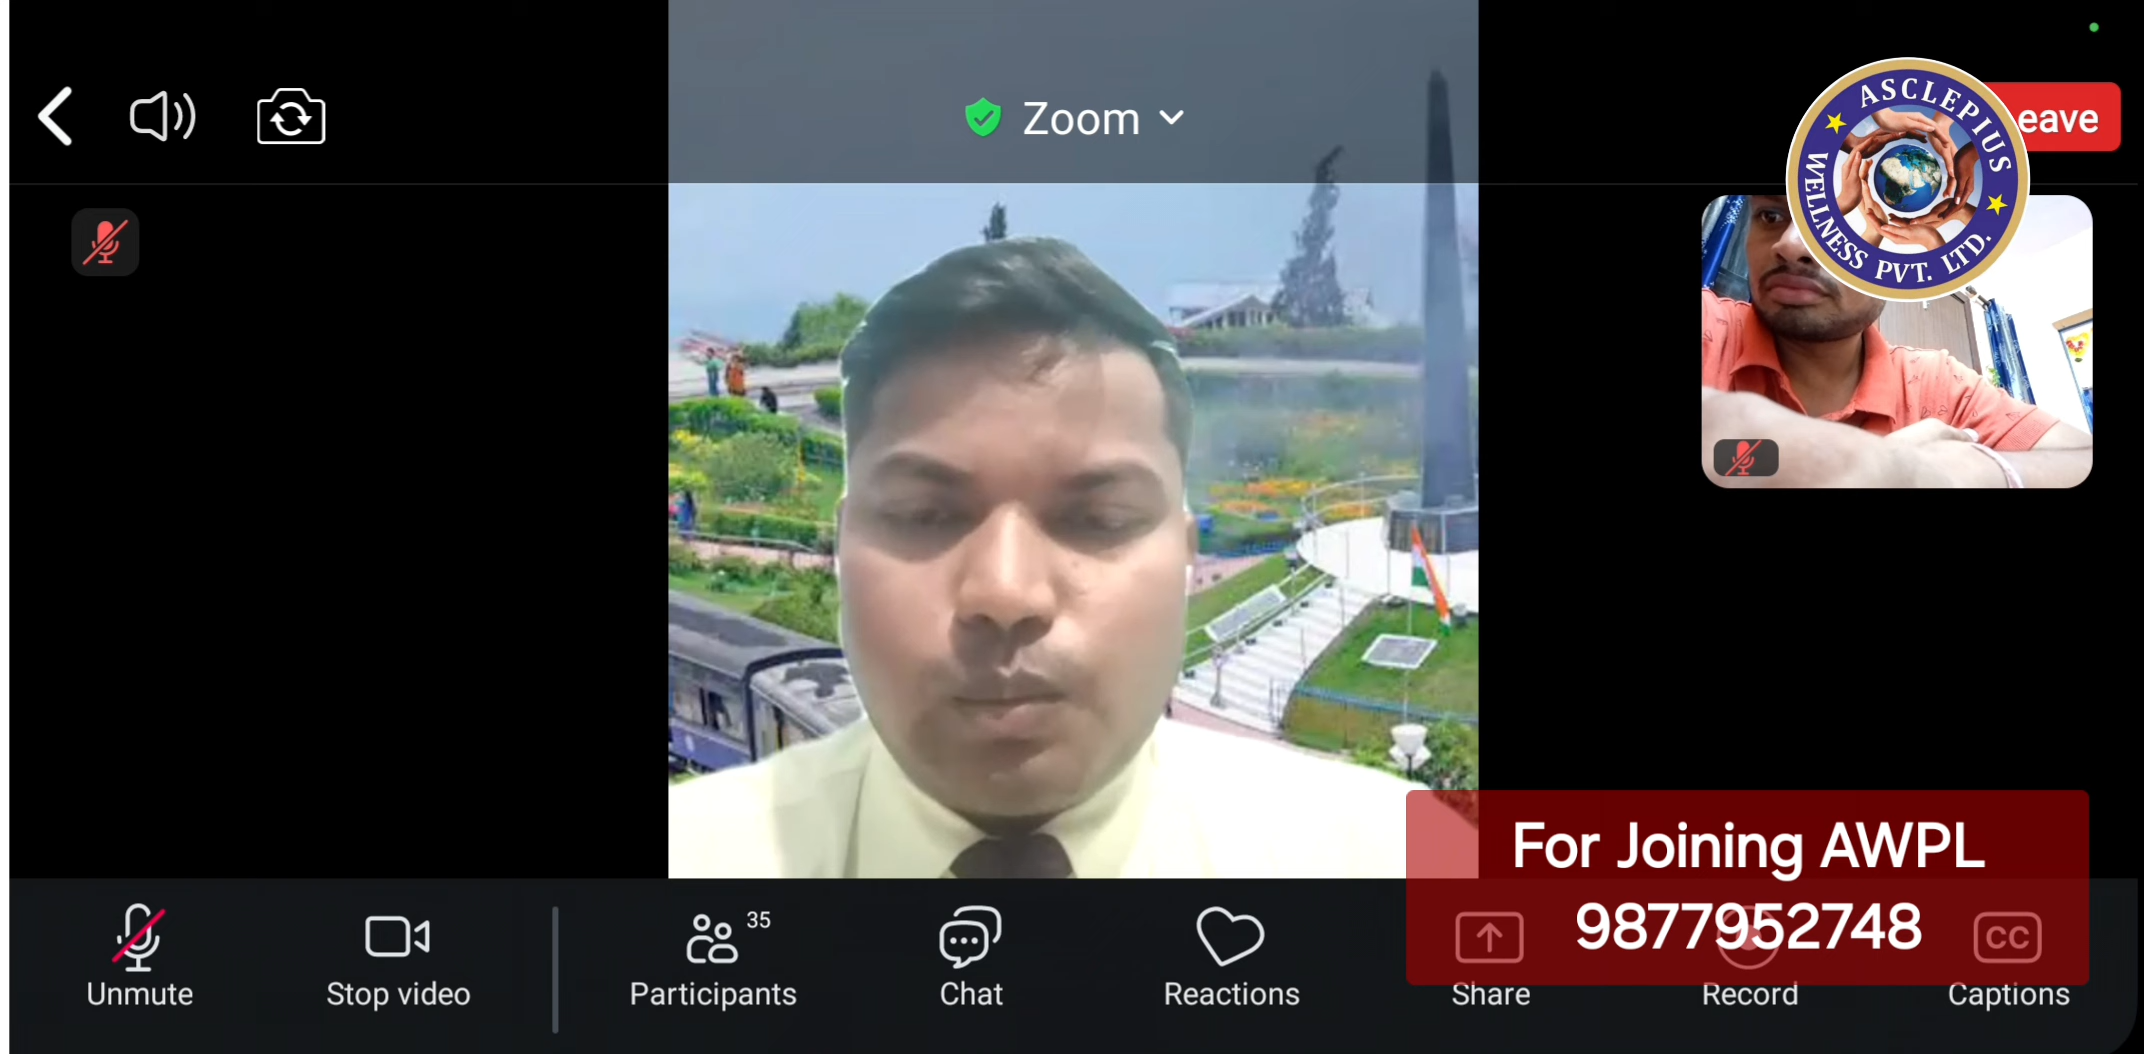 Zoom
eave
ASCLEPIUS
WELLNESS PVT. LTD.
For Joining AWPL
9877952748
35
CC
Unmute
Stop video
Participants
Chat
Reactions
Share
Record
Captions